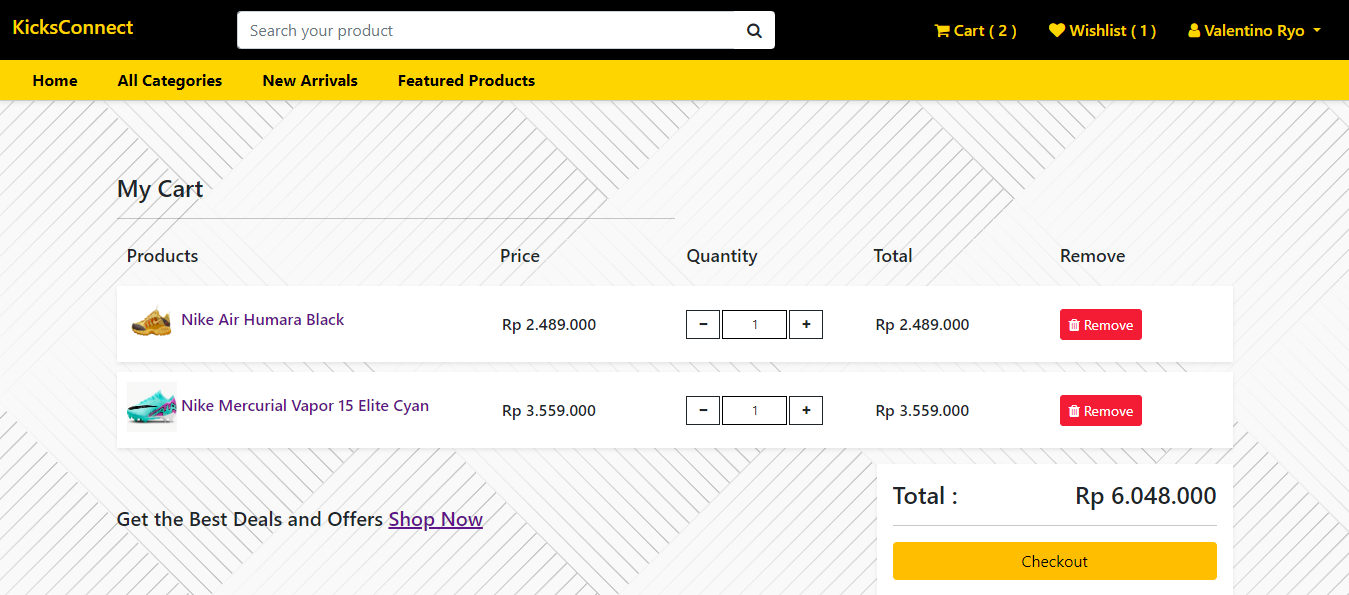 KicksConnect
Search your product
Cart ( 2 ) Wishlist ( 1 ) Valentino Ryo
Home All Categories New Arrivals Featured Products
My Cart
Products Price Quantity Total Remove
Nike Air Humara Black Rp 2.489.000 - 1 + Rp 2.489.000 Remove
Nike Mercurial Vapor 15 Elite Cyan Rp 3.559.000 - 1 + Rp 3.559.000 Remove
Total : Rp 6.048.000
Get the Best Deals and Offers Shop Now
Checkout